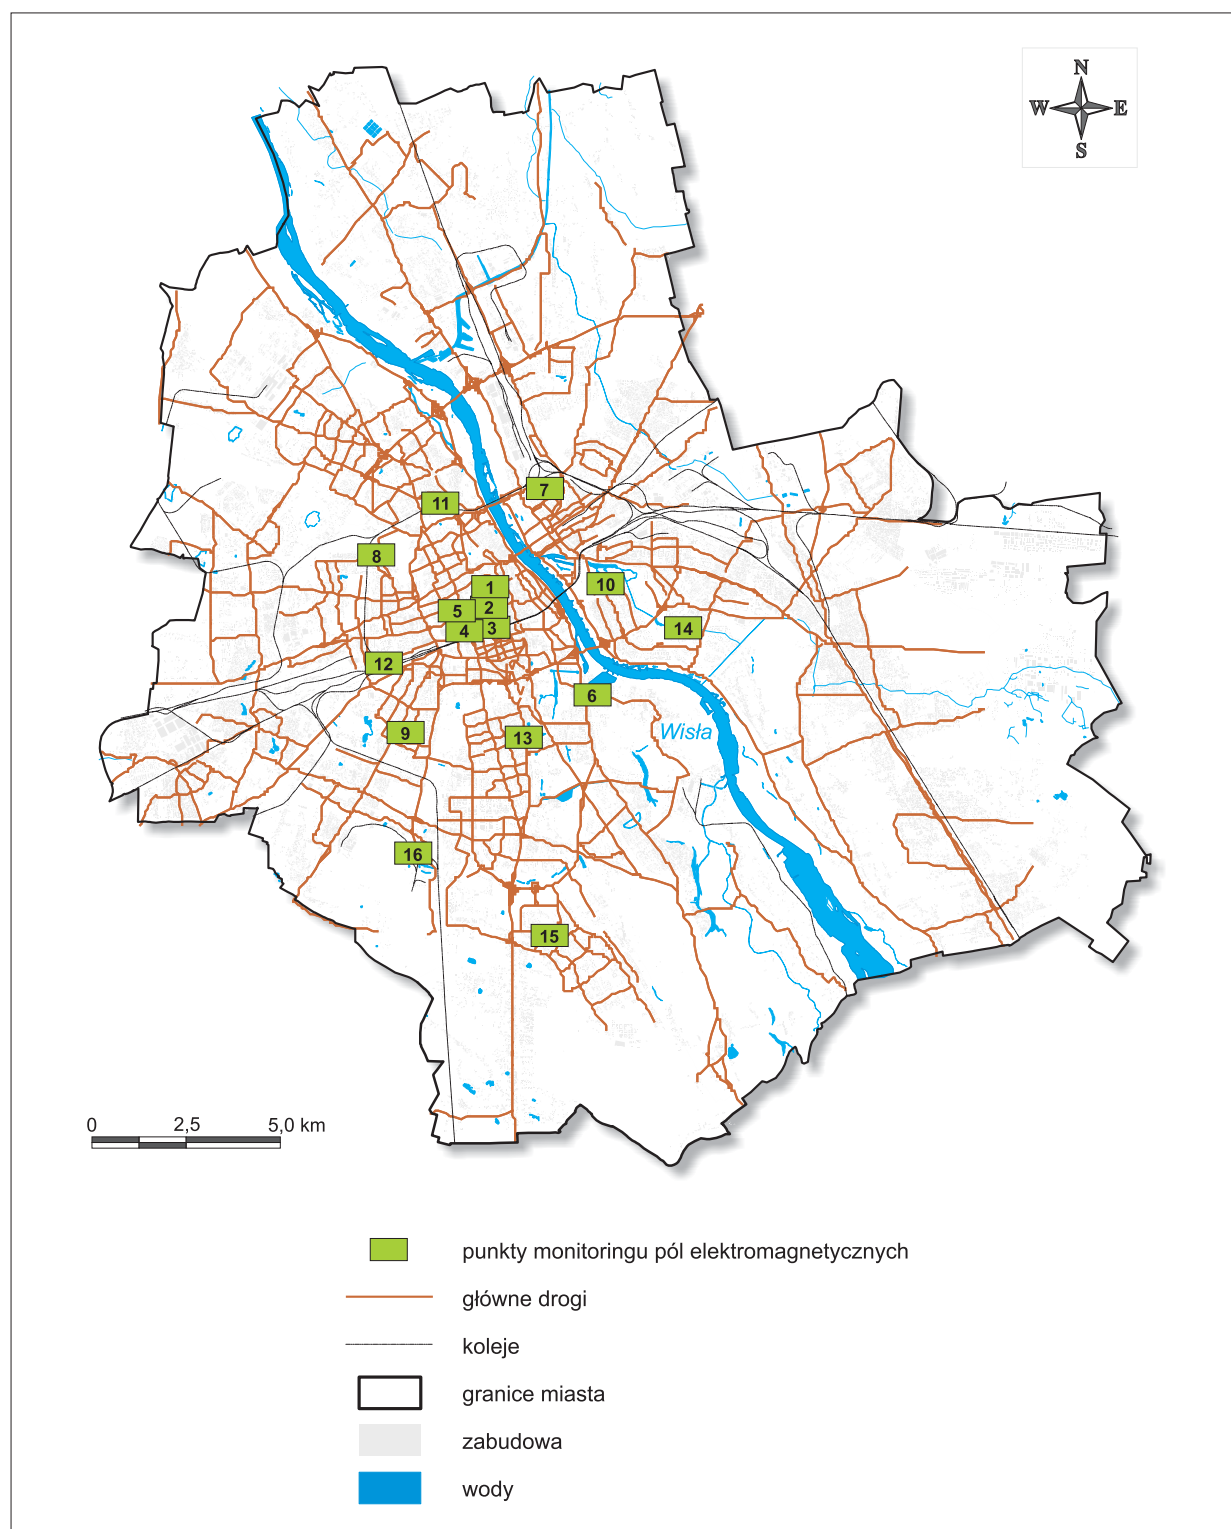 N
W E
S
7
11
8
1
10
5 2
4 3
14
12
6
9
13
Wisła
16
15
0 2,5 5,0 km
punkty monitoringu pól elektromagnetycznych
główne drogi
koleje
granice miasta
zabudowa
wody